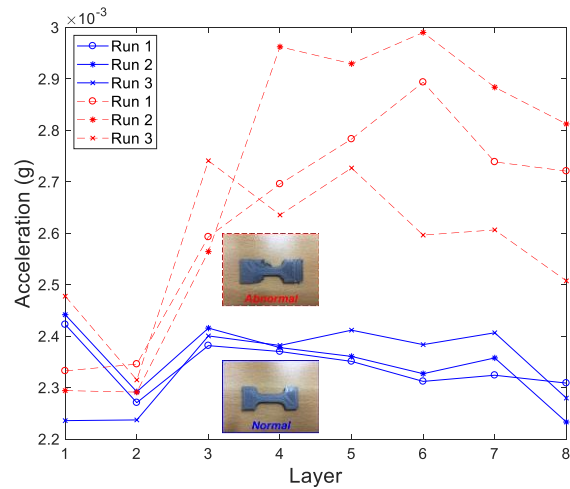 ×10⁻³
3
2.9
2.8
2.7
2.6
2.5
2.4
2.3
2.2
Acceleration (g)
Run 1
Run 2
Run 3
Run 1
Run 2
Run 3
Abnormal
Normal
1 2 3 4 5 6 7 8
Layer